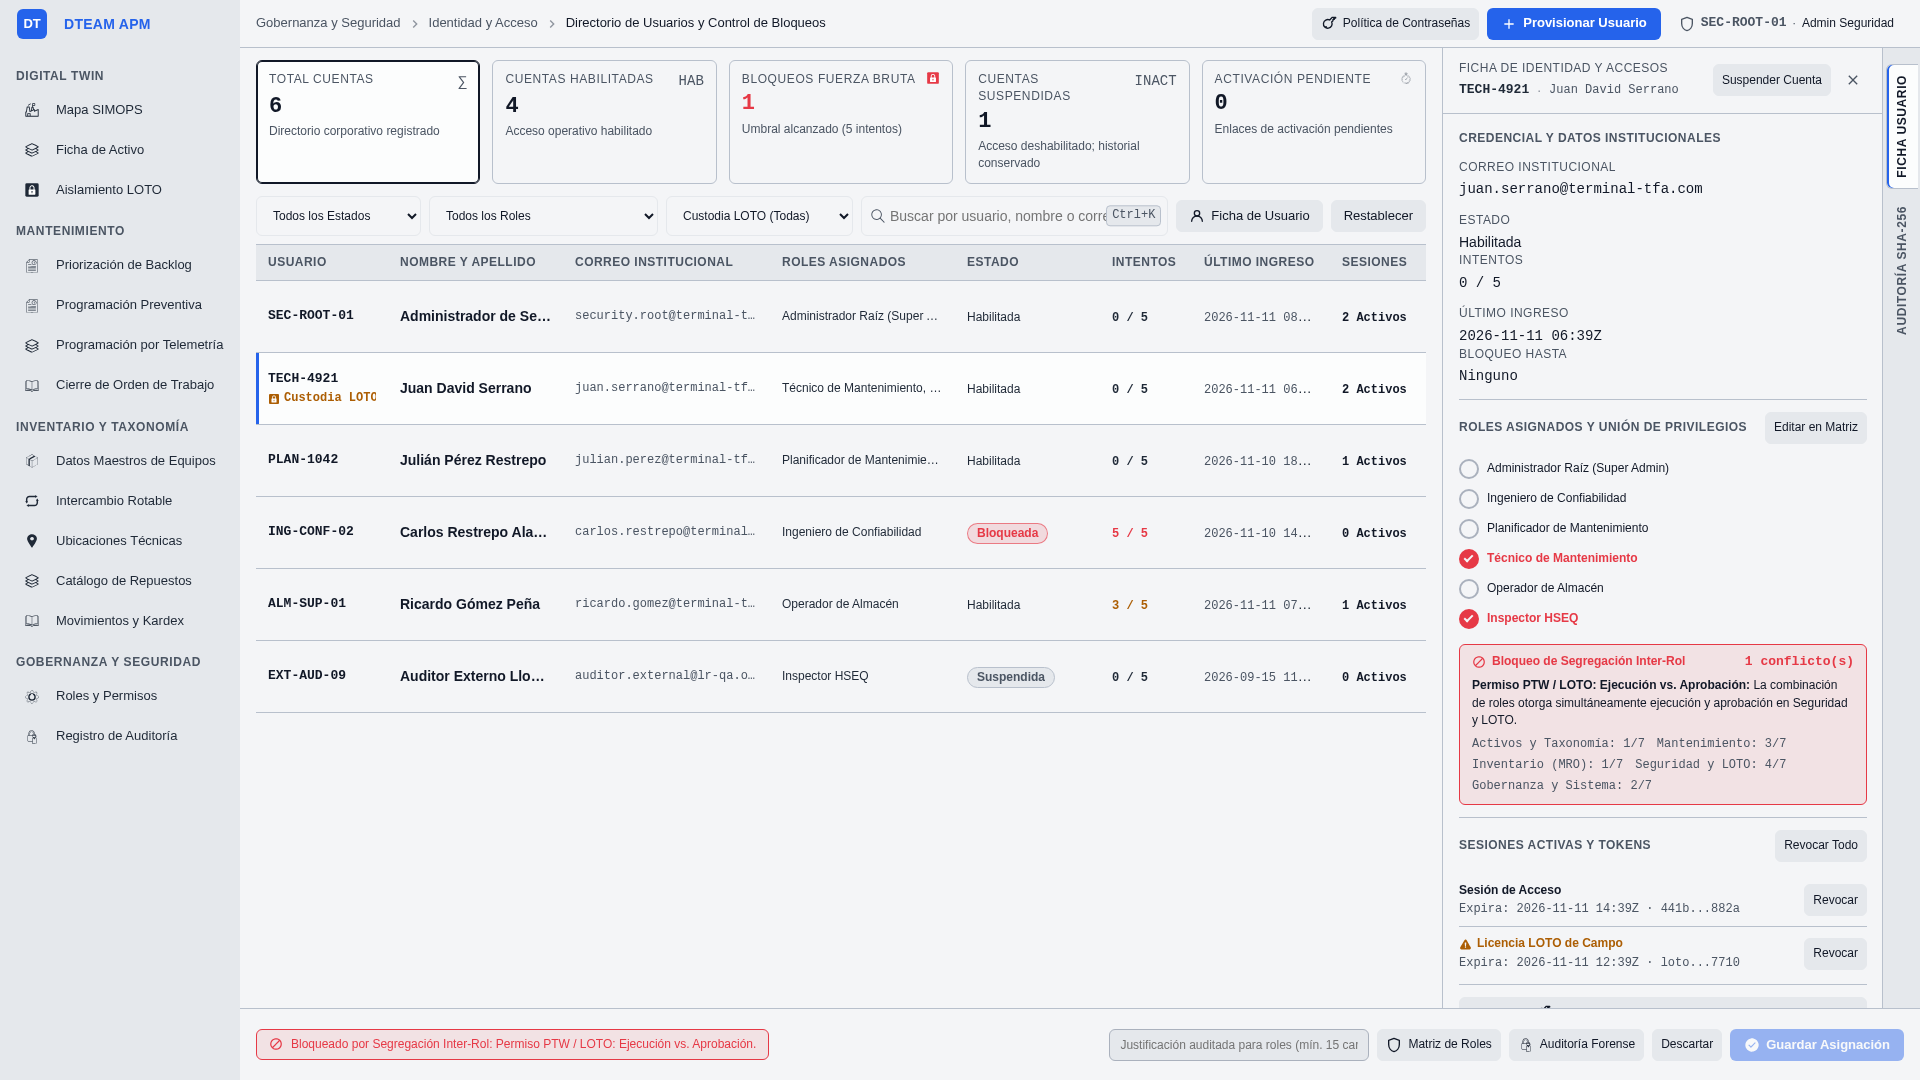 DT DTEAM APM
DIGITAL TWIN
Mapa SIMOPS
Ficha de Activo
Aislamiento LOTO
MANTENIMIENTO
Priorización de Backlog
Programación Preventiva
Programación por Telemetría
Cierre de Orden de Trabajo
INVENTARIO Y TAXONOMÍA
Datos Maestros de Equipos
Intercambio Rotable
Ubicaciones Técnicas
Catálogo de Repuestos
Movimientos y Kardex
GOBERNANZA Y SEGURIDAD
Roles y Permisos
Registro de Auditoría
Gobernanza y Seguridad > Identidad y Acceso > Directorio de Usuarios y Control de Bloqueos
Política de Contraseñas
+ Provisionar Usuario
SEC-ROOT-01 · Admin Seguridad
TOTAL CUENTAS ∑
6
Directorio corporativo registrado
CUENTAS HABILITADAS HAB
4
Acceso operativo habilitado
BLOQUEOS FUERZA BRUTA
1
Umbral alcanzado (5 intentos)
CUENTAS SUSPENDIDAS INACT
1
Acceso deshabilitado; historial conservado
ACTIVACIÓN PENDIENTE
0
Enlaces de activación pendientes
Todos los Estados
Todos los Roles
Custodia LOTO (Todas)
Buscar por usuario, nombre o corre Ctrl+K
Ficha de Usuario
Restablecer
USUARIO NOMBRE Y APELLIDO CORREO INSTITUCIONAL ROLES ASIGNADOS ESTADO INTENTOS ÚLTIMO INGRESO SESIONES
SEC-ROOT-01 Administrador de Se... security.root@terminal-t… Administrador Raíz (Super ... Habilitada 0 / 5 2026-11-11 08... 2 Activos
TECH-4921 Juan David Serrano juan.serrano@terminal-tf… Técnico de Mantenimiento, ... Habilitada 0 / 5 2026-11-11 06... 2 Activos
Custodia LOTO
PLAN-1042 Julián Pérez Restrepo julian.perez@terminal-tf… Planificador de Mantenimie... Habilitada 0 / 5 2026-11-10 18... 1 Activos
ING-CONF-02 Carlos Restrepo Ala... carlos.restrepo@terminal… Ingeniero de Confiabilidad Bloqueada 5 / 5 2026-11-10 14... 0 Activos
ALM-SUP-01 Ricardo Gómez Peña ricardo.gomez@terminal-t… Operador de Almacén Habilitada 3 / 5 2026-11-11 07... 1 Activos
EXT-AUD-09 Auditor Externo Llo... auditor.external@lr-qa.o… Inspector HSEQ Suspendida 0 / 5 2026-09-15 11... 0 Activos
FICHA DE IDENTIDAD Y ACCESOS
TECH-4921 · Juan David Serrano
Suspender Cuenta
CREDENCIAL Y DATOS INSTITUCIONALES
CORREO INSTITUCIONAL
juan.serrano@terminal-tfa.com
ESTADO
Habilitada
INTENTOS
0 / 5
ÚLTIMO INGRESO
2026-11-11 06:39Z
BLOQUEO HASTA
Ninguno
ROLES ASIGNADOS Y UNIÓN DE PRIVILEGIOS
Editar en Matriz
Administrador Raíz (Super Admin)
Ingeniero de Confiabilidad
Planificador de Mantenimiento
Técnico de Mantenimiento
Operador de Almacén
Inspector HSEQ
Bloqueo de Segregación Inter-Rol 1 conflicto(s)
Permiso PTW / LOTO: Ejecución vs. Aprobación: La combinación
de roles otorga simultáneamente ejecución y aprobación en Seguridad
y LOTO.
Activos y Taxonomía: 1/7 Mantenimiento: 3/7
Inventario (MRO): 1/7 Seguridad y LOTO: 4/7
Gobernanza y Sistema: 2/7
SESIONES ACTIVAS Y TOKENS
Revocar Todo
Sesión de Acceso
Expira: 2026-11-11 14:39Z · 441b...882a
Revocar
Licencia LOTO de Campo
Expira: 2026-11-11 12:39Z · loto...7710
Revocar
FICHA USUARIO
AUDITORÍA SHA-256
Bloqueado por Segregación Inter-Rol: Permiso PTW / LOTO: Ejecución vs. Aprobación.
Justificación auditada para roles (mín. 15 car
Matriz de Roles
Auditoría Forense
Descartar
Guardar Asignación